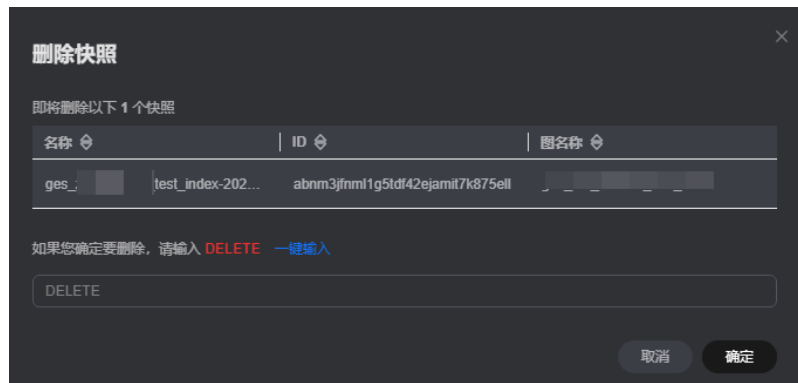 删除快照
即将删除以下 1 个快照
名称 ID 图名称
ges_ test_index-202... abnm3jfnml1g5tdf42ejamit7k875ell
如果您确定要删除，请输入 DELETE 一键输入
DELETE
取消 确定